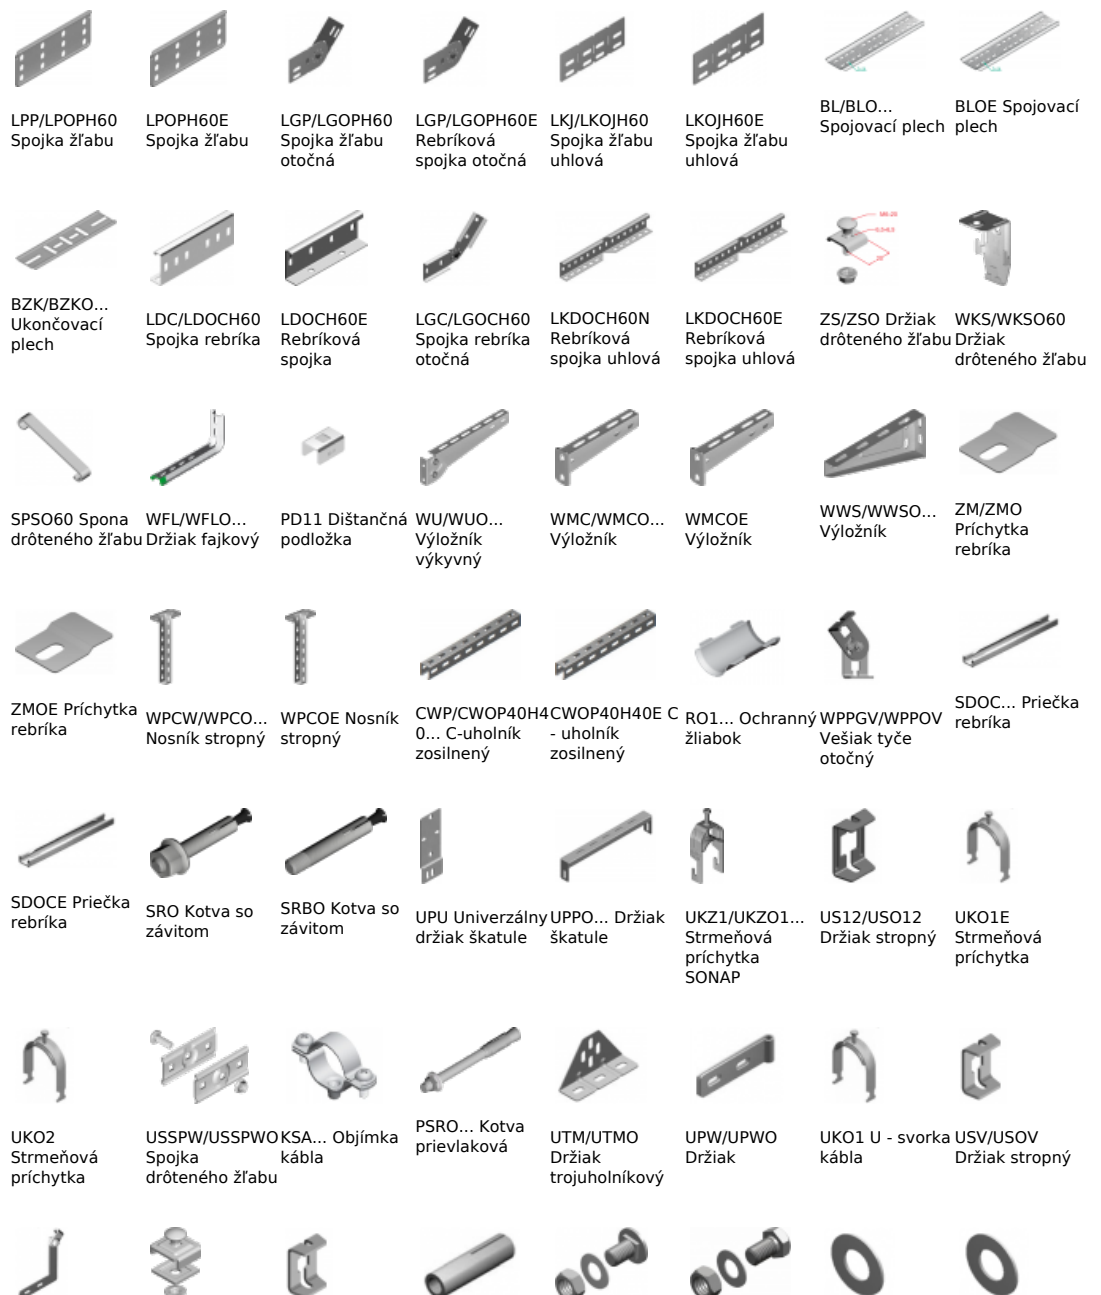 LPP/LPOPH60
Spojka žľabu
LPOPH60E
Spojka žľabu
LGP/LGOPH60
Spojka žľabu
otočná
LGP/LGOPH60E
Rebríková
spojka otočná
LKJ/LKOJH60
Spojka žľabu
uhlová
LKOJH60E
Spojka žľabu
uhlová
BL/BLO...
Spojovací plech
BLOE Spojovací
plech
BZK/BZKO...
Ukončovací
plech
LDC/LDOCH60
Spojka rebríka
LDOCH60E
Rebríková
spojka
LGC/LGOCH60
Spojka rebríka
otočná
LKDOCH60N
Rebríková
spojka uhlová
LKDOCH60E
Rebríková
spojka uhlová
ZS/ZSO Držiak
drôteného žľabu
WKS/WKSO60
Držiak
drôteného žľabu
SPSO60 Spona
drôteného žľabu
WFL/WFLO...
Držiak fajkový
PD11 Dištančná
podložka
WU/WUO...
Výložník
výkyvný
WMC/WMCO...
Výložník
WMCOE
Výložník
WWS/WWSO...
Výložník
ZM/ZMO
Príchytka
rebríka
ZMOE Príchytka
rebríka
WPCW/WPCO...
Nosník stropný
WPCOE Nosník
stropný
CWP/CWOP40H4
0... C-uholník
zosilnený
CWOP40H40E C
- uholník
zosilnený
RO1... Ochranný
žliabok
WPPGV/WPPOV
Vešiak tyče
otočný
SDOC... Priečka
rebríka
SDOCE Priečka
rebríka
SRO Kotva so
závitom
SRBO Kotva so
závitom
UPU Univerzálny
držiak škatule
UPPO... Držiak
škatule
UKZ1/UKZO1...
Strmeňová
príchytka
SONAP
US12/USO12
Držiak stropný
UKO1E
Strmeňová
príchytka
UKO2
Strmeňová
príchytka
USSPW/USSPWO
Spojka
drôteného žľabu
KSA... Objímka
kábla
PSRO... Kotva
prievlaková
UTM/UTMO
Držiak
trojuholníkový
UPW/UPWO
Držiak
UKO1 U - svorka
kábla
USV/USOV
Držiak stropný